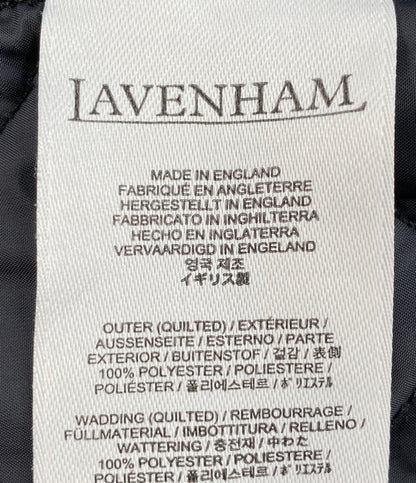 LAVENHAM
MADE IN ENGLAND
FABRIQUÉ EN ANGLETERRE
HERGESTELLT IN ENGLAND
FABBRICATO IN INGHILTERRA
HECHO EN INGLATERRA
VERVAARDIGD IN ENGELAND
영국 제조
イギリス製
OUTER (QUILTED) / EXTÉRIEUR /
AUSSENSEITE / ESTERNO / PARTE
EXTERIOR / BUITENSTOF / 겉감 / 表側
100% POLYESTER / POLIESTERE /
POLIÉSTER / 폴리에스테르 / ﾎﾟﾘｴｽﾃﾙ
WADDING (QUILTED) / REMBOURRAGE /
FÜLLMATERIAL / IMBOTTITURA / RELLENO /
WATTERING / 충전재 / 中わた
100% POLYESTER / POLIESTERE /
POLIÉSTER / 폴리에스테르 / ﾎﾟﾘｴｽﾃﾙ